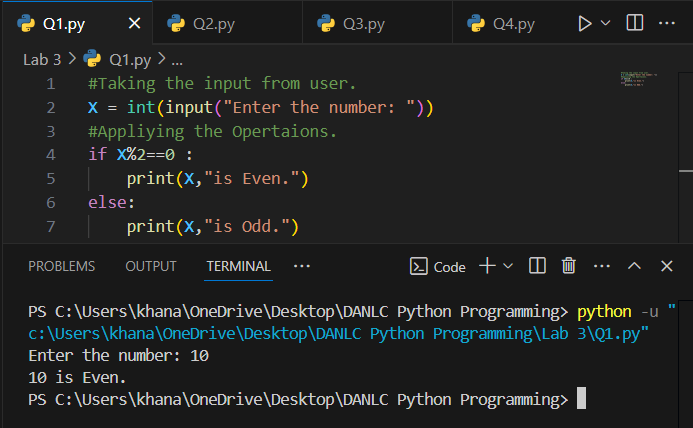 Q1.py Q2.py Q3.py Q4.py
Lab 3 > Q1.py > ...
1 #Taking the input from user.
2 X = int(input("Enter the number: "))
3 #Appliying the Opertaions.
4 if X%2==0 :
5 print(X,"is Even.")
6 else:
7 print(X,"is Odd.")
PROBLEMS OUTPUT TERMINAL ... Code
PS C:\Users\khana\OneDrive\Desktop\DANLC Python Programming> python -u "
c:\Users\khana\OneDrive\Desktop\DANLC Python Programming\Lab 3\Q1.py"
Enter the number: 10
10 is Even.
PS C:\Users\khana\OneDrive\Desktop\DANLC Python Programming>